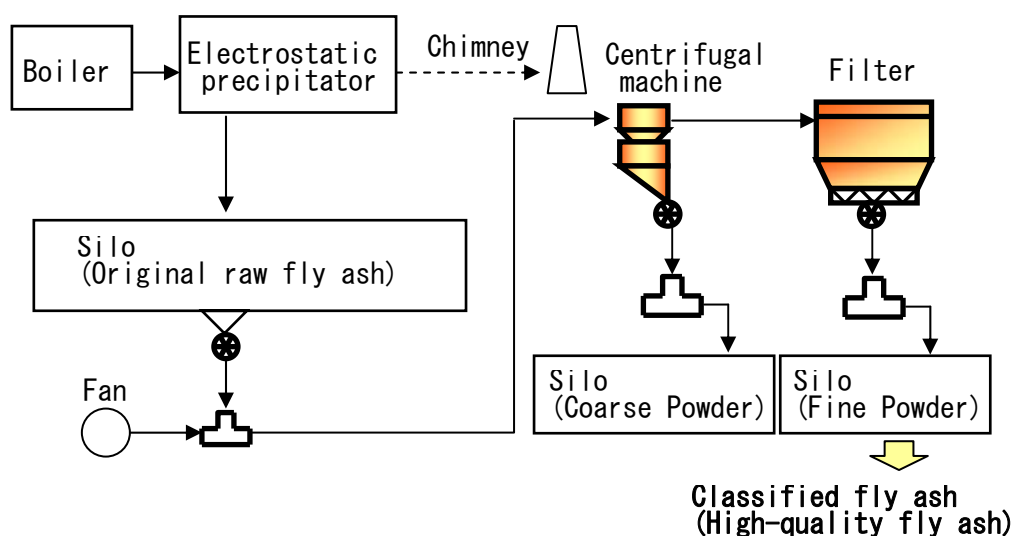 Boiler
Electrostatic
precipitator
Chimney
Centrifugal
machine
Filter
Silo
(Original raw fly ash)
Fan
Silo
(Coarse Powder)
Silo
(Fine Powder)
Classified fly ash
(High-quality fly ash)